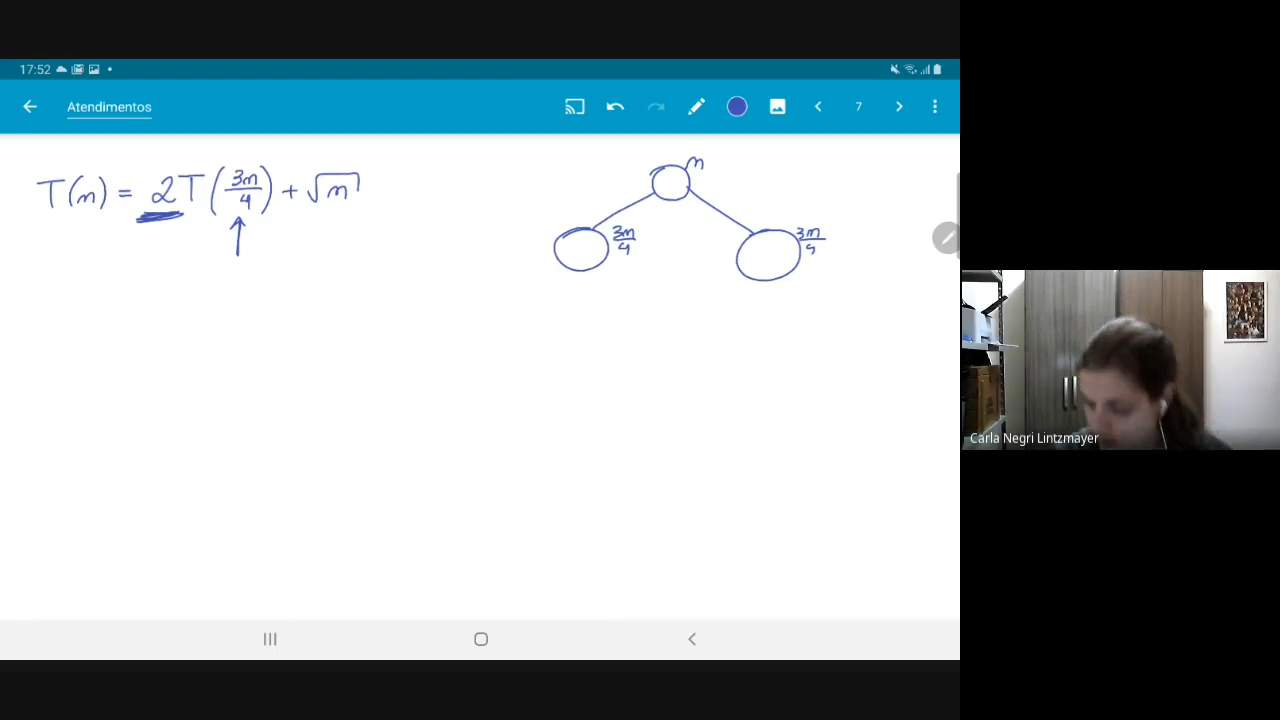 17:52
Atendimentos
7
T(n) = 2T(3n/4) + √n
n
3n/4
3n/4
Carla Negri Lintzmayer